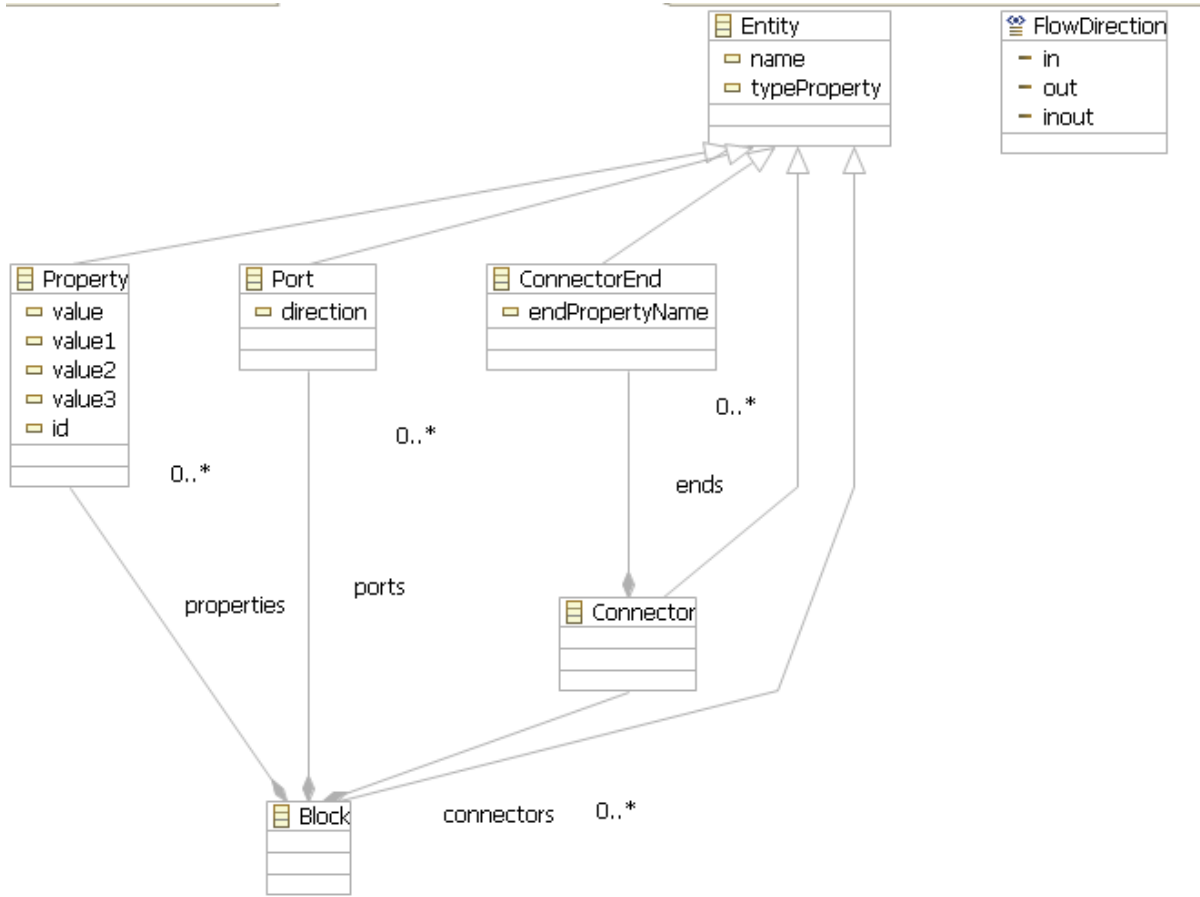 Entity
name
typeProperty
FlowDirection
in
out
inout
Property
value
value1
value2
value3
id
Port
direction
ConnectorEnd
endPropertyName
0..*
0..*
0..*
ends
properties
ports
Connector
Block
connectors
0..*